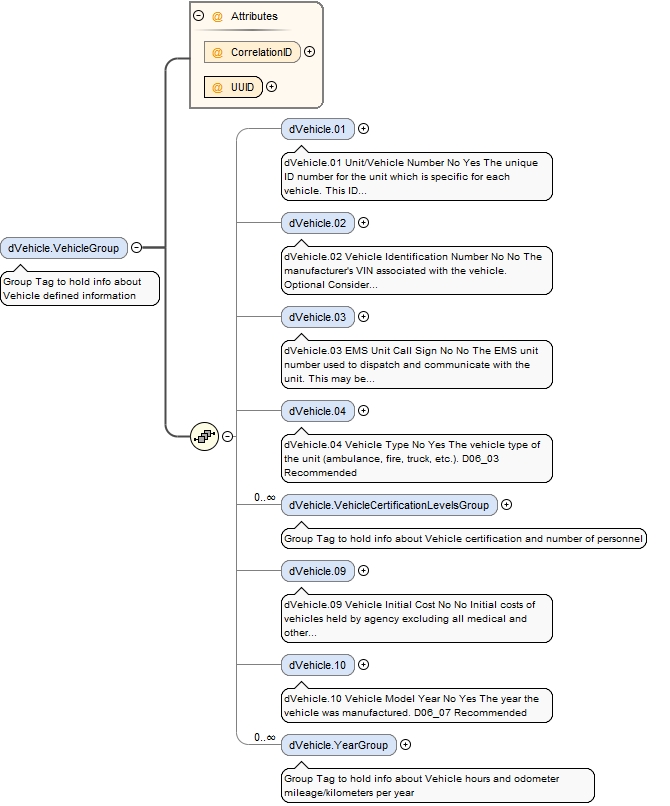 @ Attributes
@ CorrelationID
@ UUID
dVehicle.01
dVehicle.01 Unit/Vehicle Number No Yes The unique
ID number for the unit which is specific for each
vehicle. This ID...
dVehicle.02
dVehicle.02 Vehicle Identification Number No No The
manufacturer's VIN associated with the vehicle.
Optional Consider...
dVehicle.VehicleGroup
Group Tag to hold info about
Vehicle defined information
dVehicle.03
dVehicle.03 EMS Unit Call Sign No No The EMS unit
number used to dispatch and communicate with the
unit. This may be...
dVehicle.04
dVehicle.04 Vehicle Type No Yes The vehicle type of
the unit (ambulance, fire, truck, etc.). D06_03
Recommended
0..∞
dVehicle.VehicleCertificationLevelsGroup
Group Tag to hold info about Vehicle certification and number of personnel
dVehicle.09
dVehicle.09 Vehicle Initial Cost No No Initial costs of
vehicles held by agency excluding all medical and
other...
dVehicle.10
dVehicle.10 Vehicle Model Year No Yes The year the
vehicle was manufactured. D06_07 Recommended
0..∞
dVehicle.YearGroup
Group Tag to hold info about Vehicle hours and odometer
mileage/kilometers per year